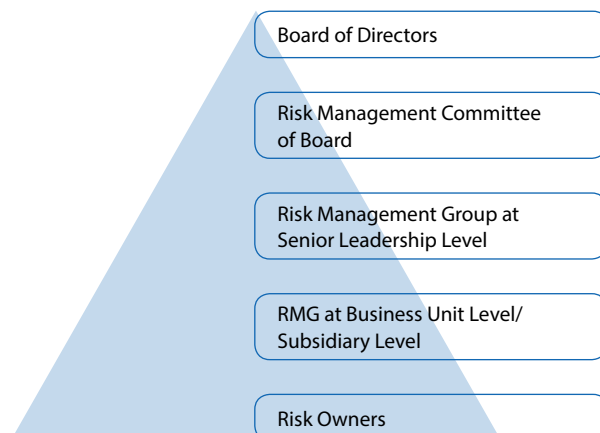 Board of Directors
Risk Management Committee
of Board
Risk Management Group at
Senior Leadership Level
RMG at Business Unit Level/
Subsidiary Level
Risk Owners